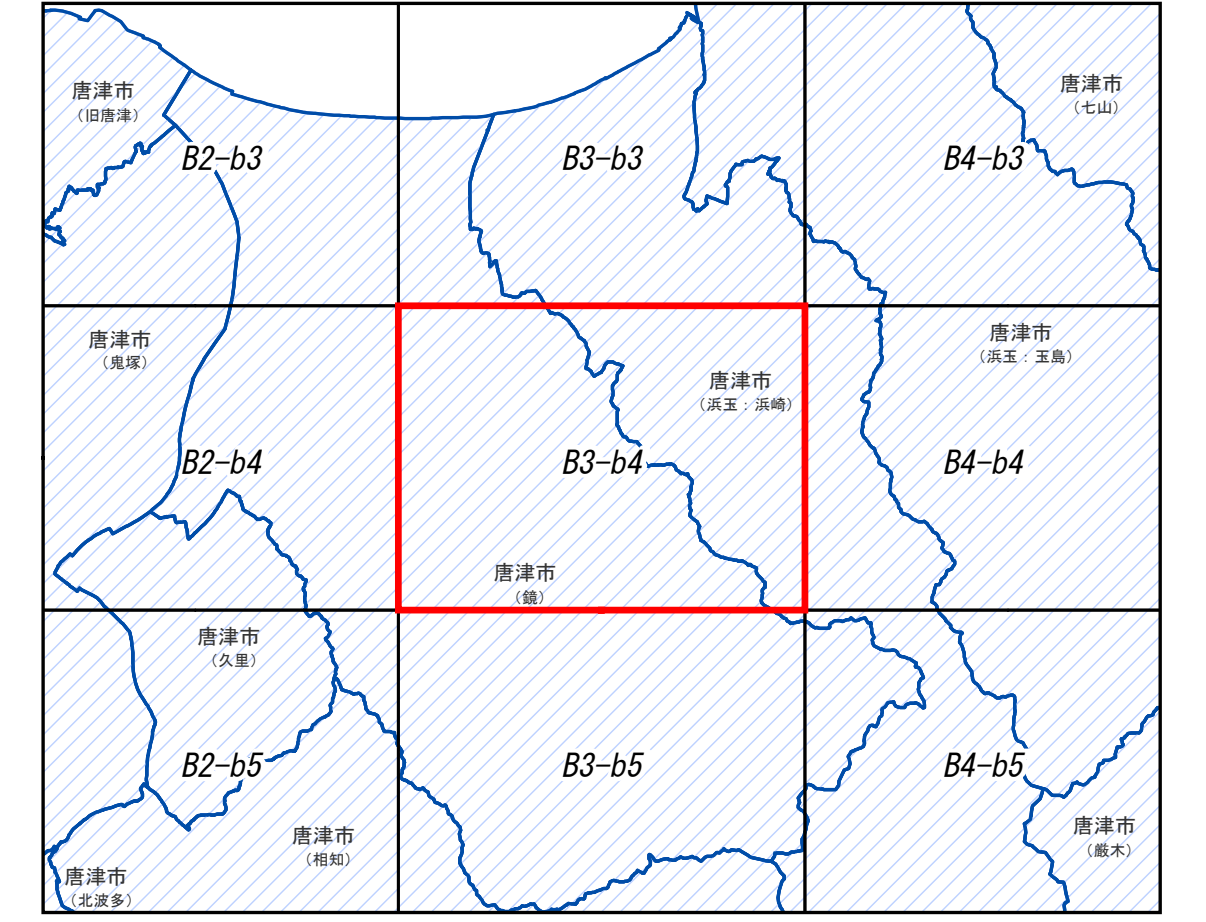 唐津市
（旧唐津）
唐津市
（七山）
B2-b3
B3-b3
B4-b3
唐津市
（鬼塚）
唐津市
（浜玉：玉島）
唐津市
（浜玉：浜崎）
B2-b4
B3-b4
B4-b4
唐津市
（鏡）
唐津市
（久里）
B2-b5
B3-b5
B4-b5
唐津市
（相知）
唐津市
（厳木）
唐津市
（北波多）